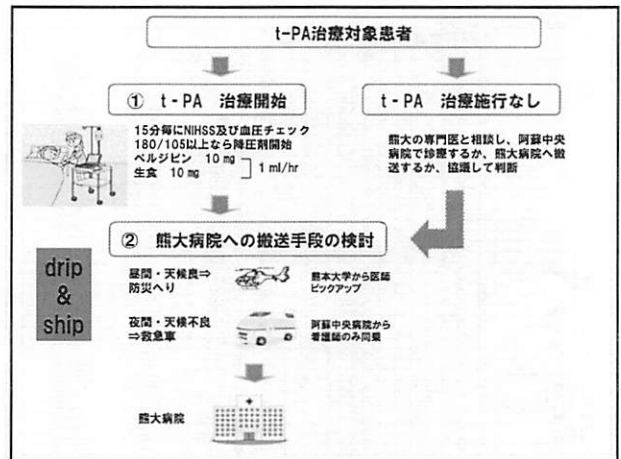 t-PA治療対象患者
① t-PA 治療開始
t-PA 治療施行なし
15分毎にNIHSS及び血圧チェック
180/105以上なら降圧剤開始
ペルジピン 10mg
生食 10mg
1ml/hr
熊大の専門医と相談し、阿蘇中央
病院で診療するか、熊大病院へ搬
送するか、協議して判断
② 熊大病院への搬送手段の検討
drip
&
ship
昼間・天候良⇒
防災へり
熊本大学から医師
ピックアップ
夜間・天候不良
⇒救急車
阿蘇中央病院から
看護師のみ同乗
熊大病院